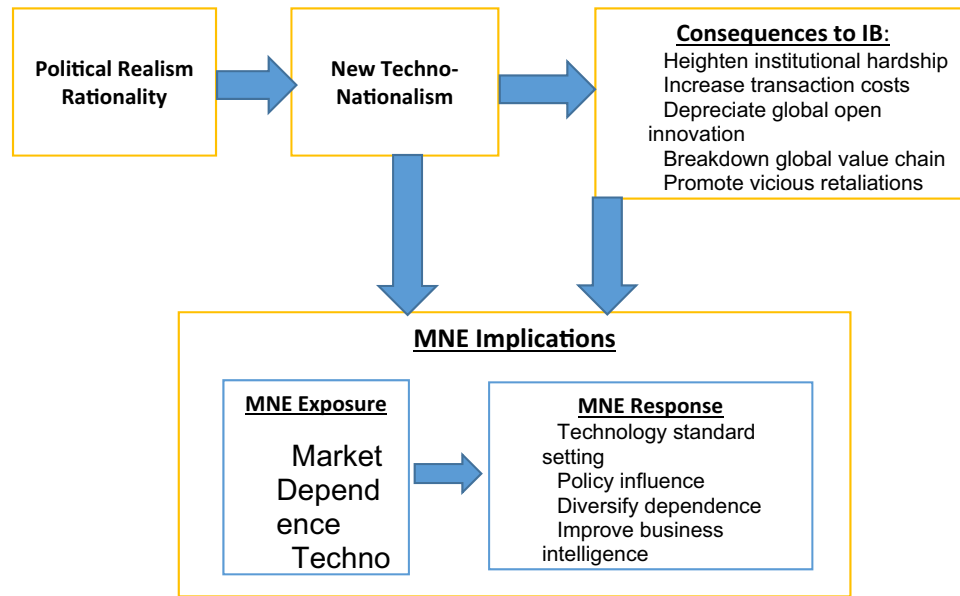 Political Realism
Rationality
New Techno-
Nationalism
Consequences to IB:
Heighten institutional hardship
Increase transaction costs
Depreciate global open
innovation
Breakdown global value chain
Promote vicious retaliations
MNE Implications
MNE Exposure
Market
Depend
ence
Techno
MNE Response
Technology standard
setting
Policy influence
Diversify dependence
Improve business
intelligence